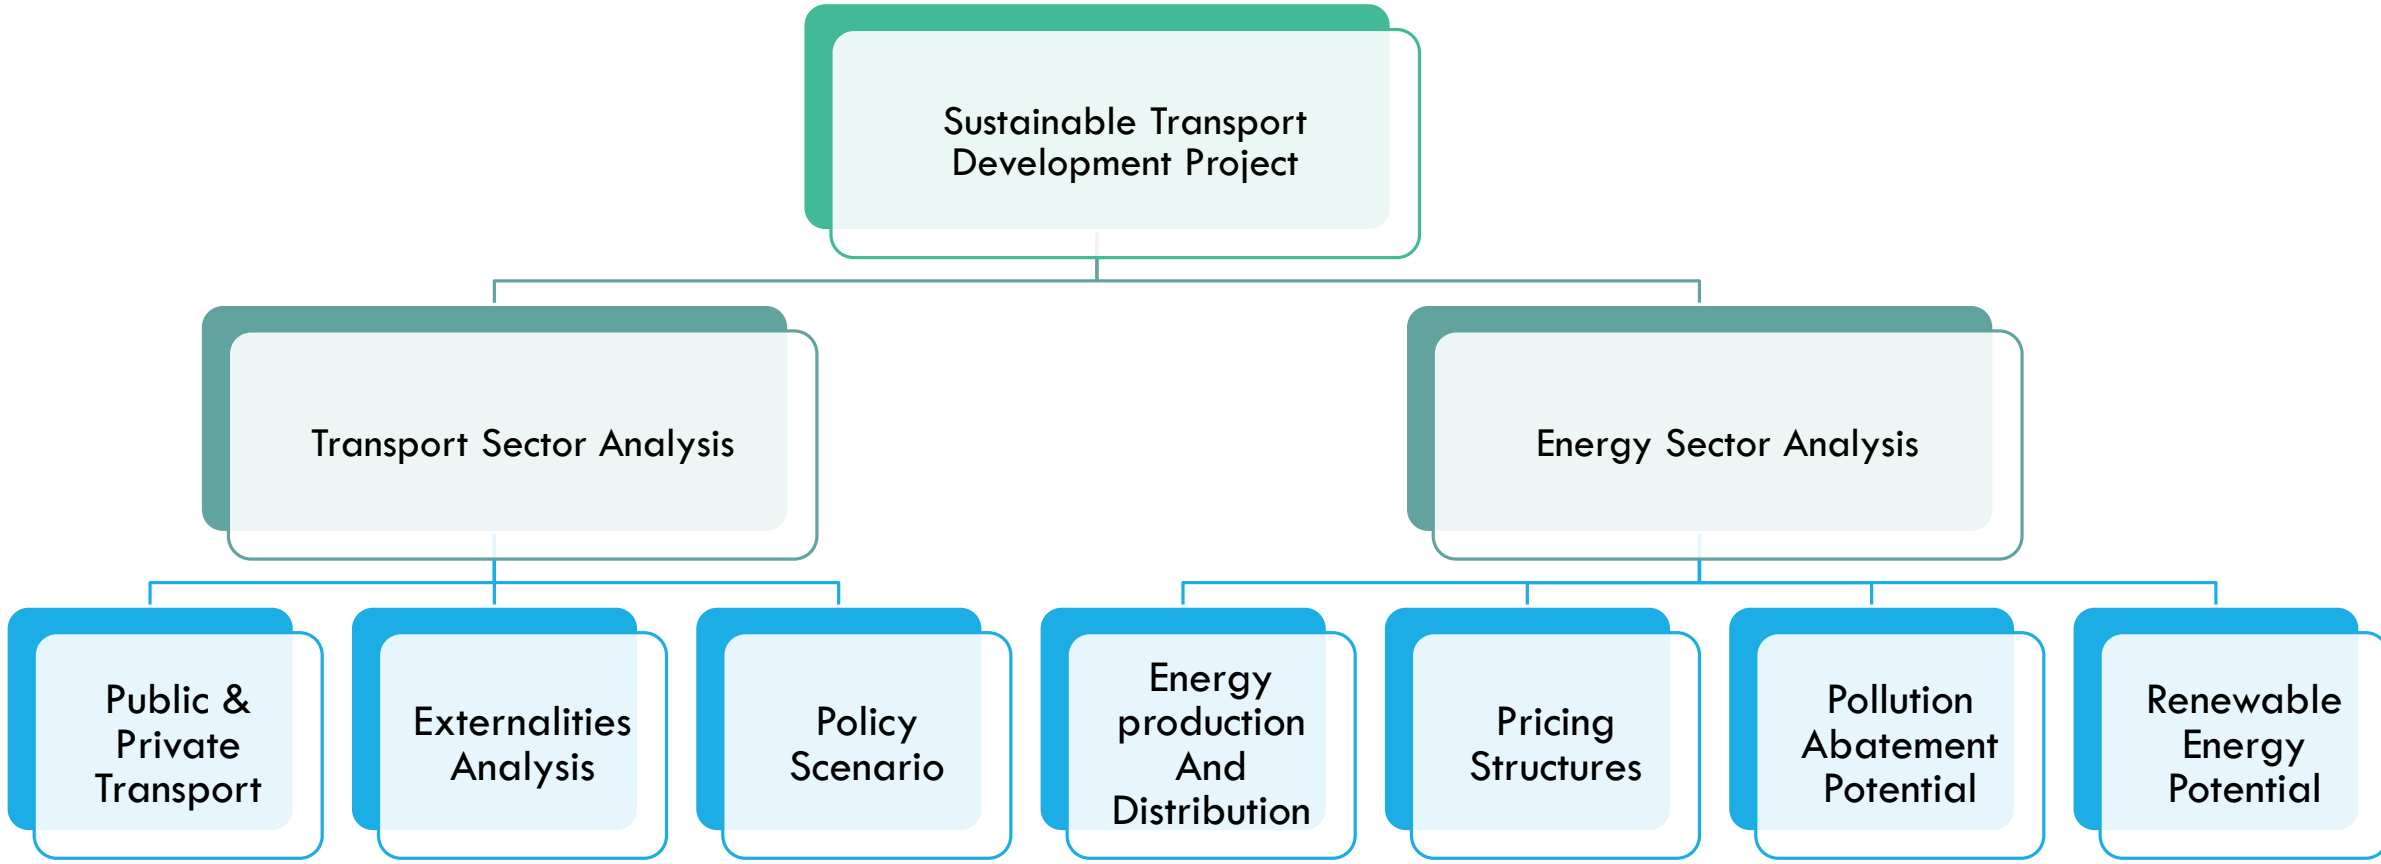 Sustainable Transport
Development Project
Transport Sector Analysis
Energy Sector Analysis
Public &
Private
Transport
Externalities
Analysis
Policy
Scenario
Energy
production
And
Distribution
Pricing
Structures
Pollution
Abatement
Potential
Renewable
Energy
Potential